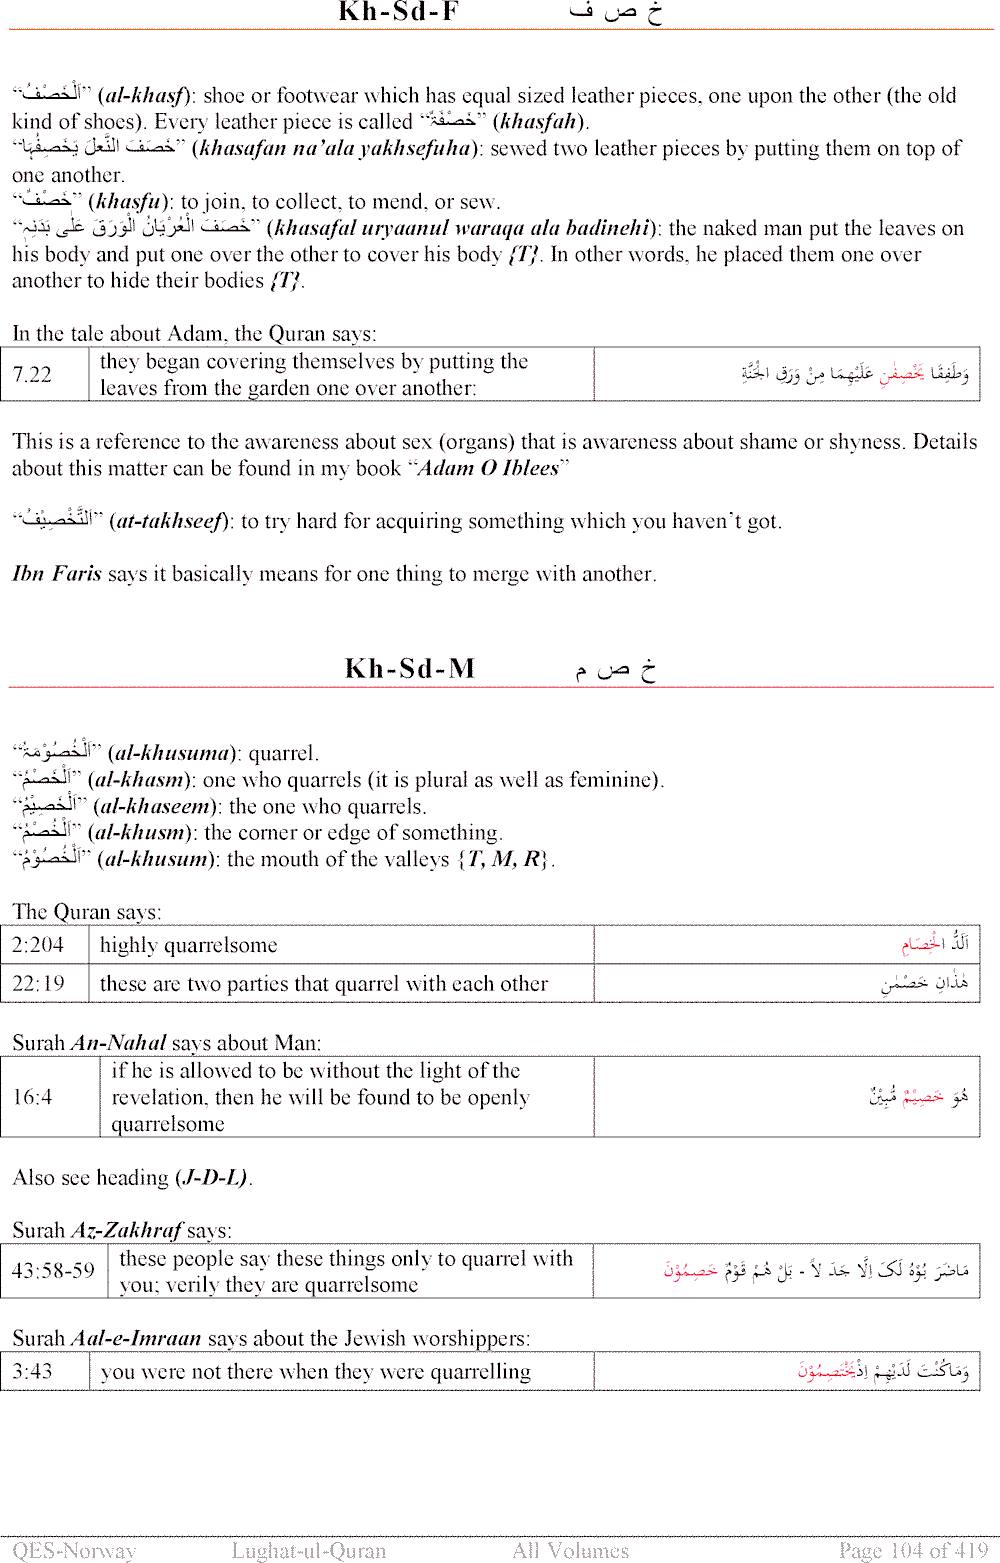 Kh-Sd-F خ ص ف
“اَلْخَصْفُ” (al-khasf): shoe or footwear which has equal sized leather pieces, one upon the other (the old
kind of shoes). Every leather piece is called “خَصْفَۃٌ” (khasfah).
“خَصَفَ النَّعلَ یَخْصِفُہَا” (khasafan na’ala yakhsefuha): sewed two leather pieces by putting them on top of
one another.
“خَصْفٌ” (khasfu): to join, to collect, to mend, or sew.
“خَصَفَ الْعُرْیَانُ الْوَرَقَ عَلٰی بَدَنِہٖ” (khasafal uryaanul waraqa ala badinehi): the naked man put the leaves on
his body and put one over the other to cover his body {T}. In other words, he placed them one over
another to hide their bodies {T}.
In the tale about Adam, the Quran says:
7.22 they began covering themselves by putting the
leaves from the garden one over another: وَطَفِقَا یَخْصِفٰنِ عَلَیْهِمَا مِنْ وَرَقِ الْجَنَّةِ
This is a reference to the awareness about sex (organs) that is awareness about shame or shyness. Details
about this matter can be found in my book “Adam O Iblees”
“اَلتَّخْصِیْفُ” (at-takhseef): to try hard for acquiring something which you haven’t got.
Ibn Faris says it basically means for one thing to merge with another.
Kh-Sd-M خ ص م
“اَلْخُصُوْمَۃُ” (al-khusuma): quarrel.
“اَلْخَصْمُ” (al-khasm): one who quarrels (it is plural as well as feminine).
“اَلْخَصِیْمُ” (al-khaseem): the one who quarrels.
“اَلْخُصْمُ” (al-khusm): the corner or edge of something.
“اَلْخُصُوْمُ” (al-khusum): the mouth of the valleys {T, M, R}.
The Quran says:
2:204 highly quarrelsome اَلَدُّ الْخِصَامِ
22:19 these are two parties that quarrel with each other هٰذَانِ خَصْمٰنِ
Surah An-Nahal says about Man:
16:4 if he is allowed to be without the light of the
revelation, then he will be found to be openly
quarrelsome هُوَ خَصِیْمٌ مُّبِیْنٌ
Also see heading (J-D-L).
Surah Az-Zakhraf says:
43:58-59 these people say these things only to quarrel with
you; verily they are quarrelsome مَاضَرَ بُوْهُ لَکَ اِلَّا جَدَ لاً - بَلْ هُمْ قَوْمٌ خَصِمُوْنَ
Surah Aal-e-Imraan says about the Jewish worshippers:
3:43 you were not there when they were quarrelling وَمَاکُنْتَ لَدَیْهِمْ اِذْیَخْتَصِمُوْنَ
QES-Norway Lughat-ul-Quran All Volumes Page 104 of 419